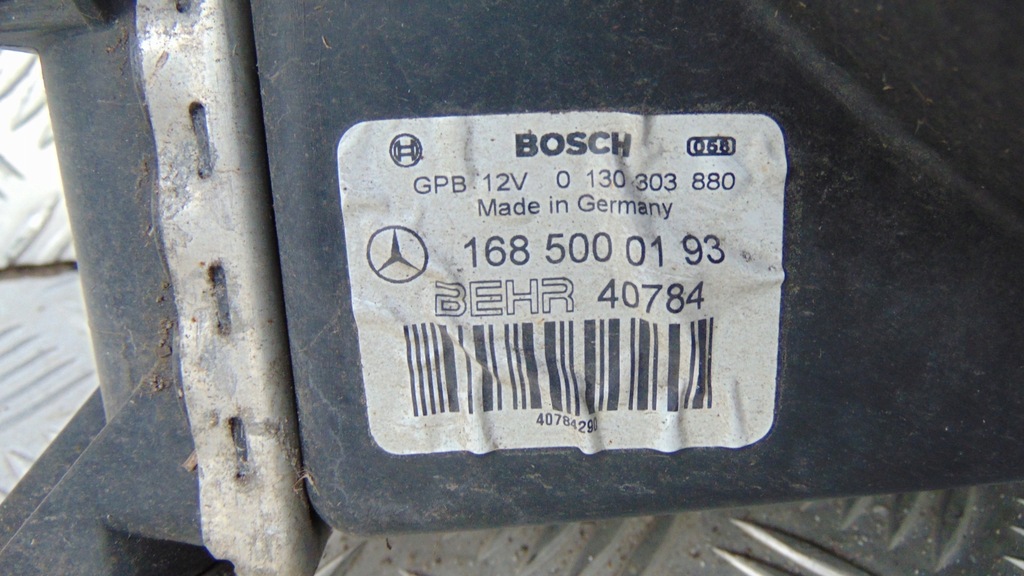 BOSCH 058
GPB 12V 0 130 303 880
Made in Germany
168 500 01 93
BEHR 40784